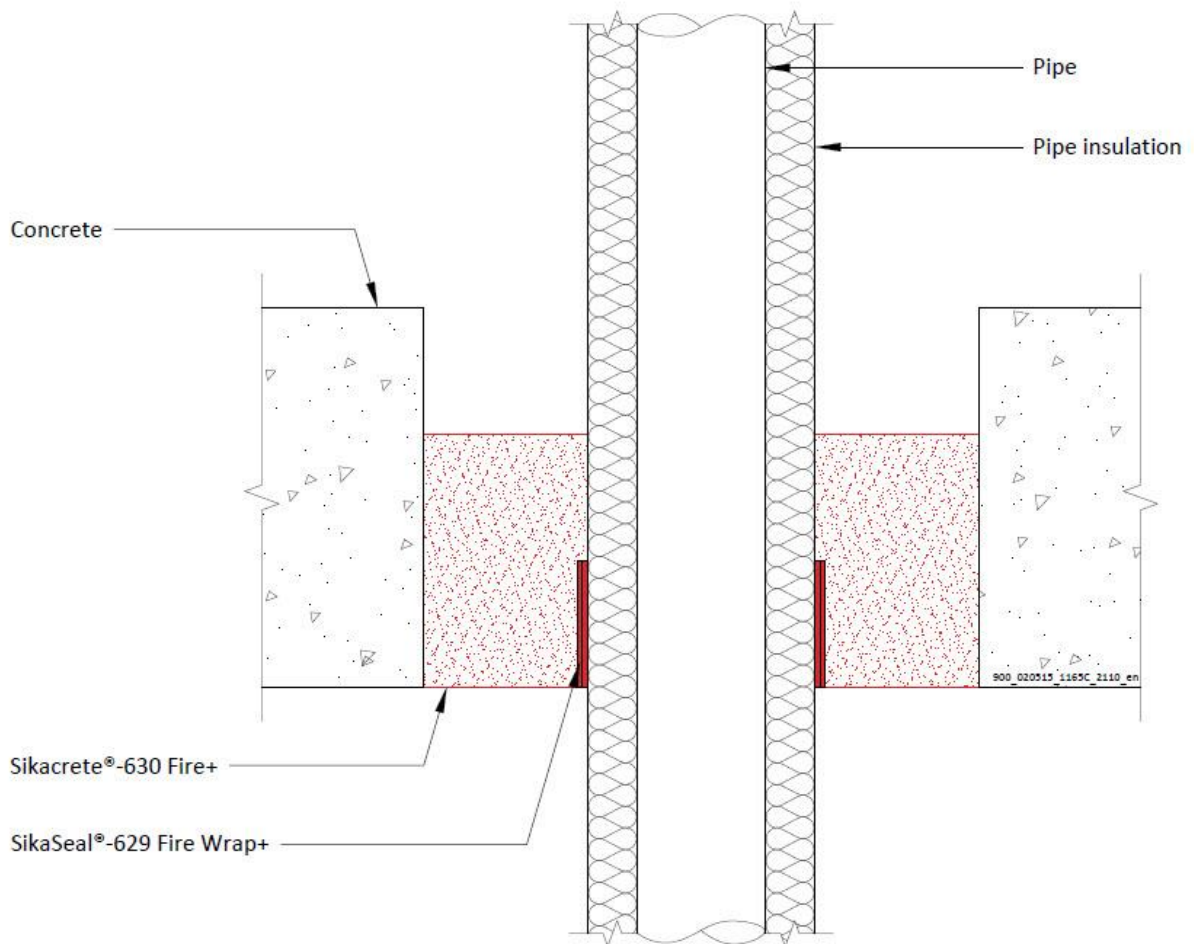 Pipe
Pipe insulation
Concrete
900_020515_1165C_2110_en
Sikacrete®-630 Fire+
SikaSeal®-629 Fire Wrap+